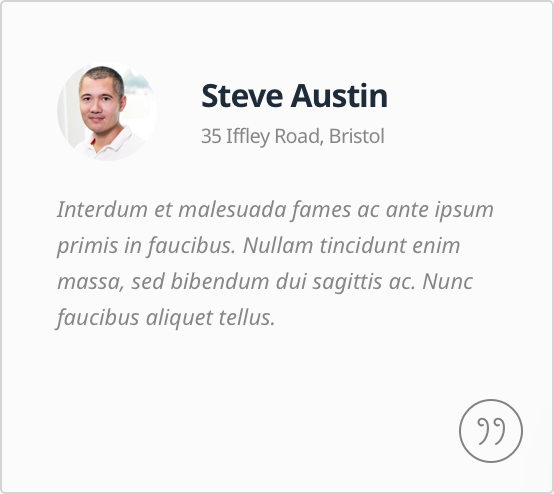 Steve Austin
35 Iffley Road, Bristol
Interdum et malesuada fames ac ante ipsum
primis in faucibus. Nullam tincidunt enim
massa, sed bibendum dui sagittis ac. Nunc
faucibus aliquet tellus.